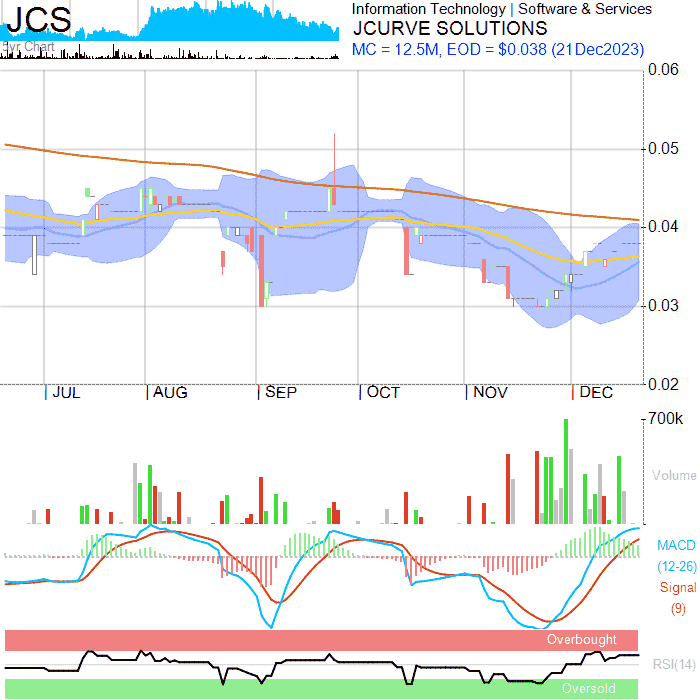 JCS
5yr Chart
Information Technology | Software & Services
JCURVE SOLUTIONS
MC = 12.5M, EOD = $0.038 (21Dec2023)
0.06
0.05
0.04
0.03
0.02
JUL
AUG
SEP
OCT
NOV
DEC
700k
Volume
MACD
(12-26)
Signal
(9)
Overbought
RSI(14)
Oversold